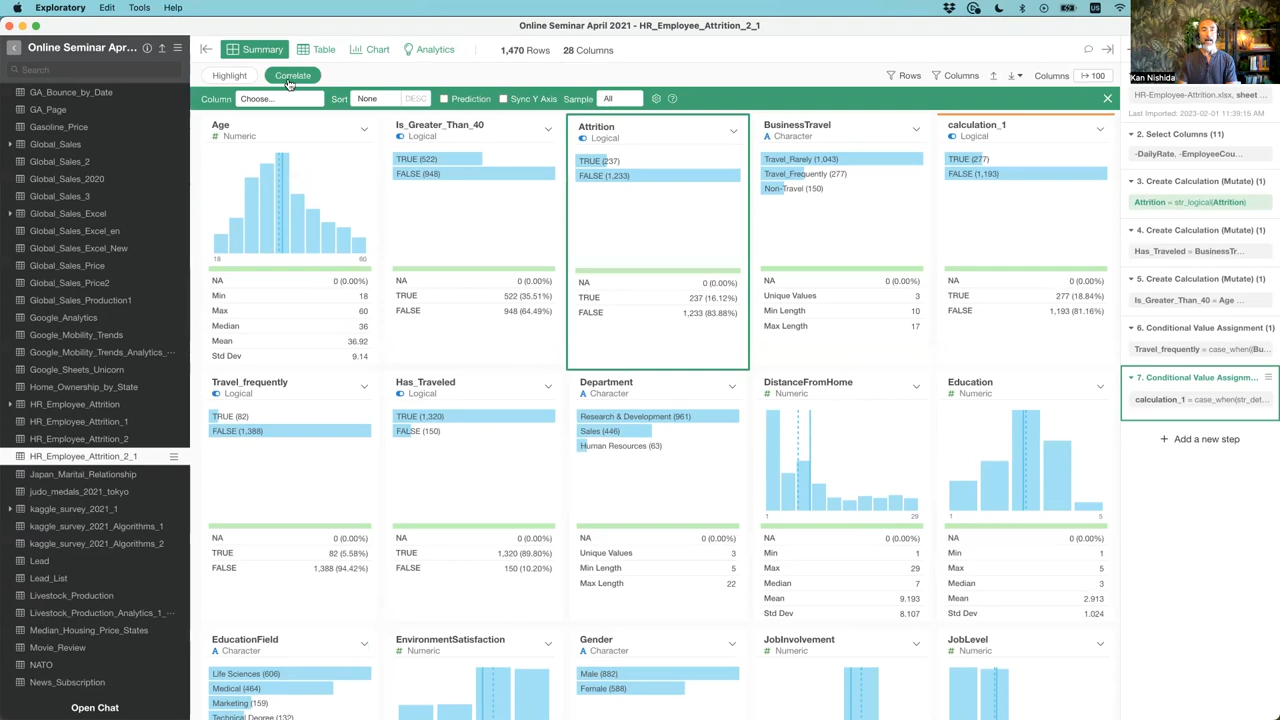 Exploratory Edit Tools Window Help US
Online Seminar April 2021 - HR_Employee_Attrition_2_1
Kan Nishida
Online Seminar Apr...
Search
GA_Bounce_by_Date
GA_Page
Gasoline_Price
Global_Sales
Global_Sales_2
Global_Sales_2020
Global_Sales_3
Global_Sales_Excel
Global_Sales_Excel_en
Global_Sales_Excel_New
Global_Sales_Price
Global_Sales_Price2
Global_Sales_Production1
Google_Analytics
Google_Mobility_Trends
Google_Mobility_Trends_Analytics_...
Google_Sheets_Unicorn
Home_Ownership_by_State
HR_Employee_Attrition
HR_Employee_Attrition_1
HR_Employee_Attrition_2
HR_Employee_Attrition_2_1
Japan_Marital_Relationship
judo_medals_2021_tokyo
kaggle_survey_2021_1
kaggle_survey_2021_Algorithms_1
kaggle_survey_2021_Algorithms_2
Lead
Lead_List
Livestock_Production
Livestock_Production_Analytics_1_...
Median_Housing_Price_States
Movie_Review
NATO
News_Subscription
Open Chat
Summary Table Chart Analytics 1,470 Rows 28 Columns
Highlight Correlate Rows Columns Columns 100
Column Choose... Sort None DESC Prediction Sync Y Axis Sample All
Age
# Numeric
18 60
NA 0 (0.00%)
Min 18
Max 60
Median 36
Mean 36.92
Std Dev 9.14
Is_Greater_Than_40
Logical
TRUE (522)
FALSE (948)
NA 0 (0.00%)
TRUE 522 (35.51%)
FALSE 948 (64.49%)
Attrition
Logical
TRUE (237)
FALSE (1,233)
NA 0 (0.00%)
TRUE 237 (16.12%)
FALSE 1,233 (83.88%)
BusinessTravel
A Character
Travel_Rarely (1,043)
Travel_Frequently (277)
Non-Travel (150)
NA 0 (0.00%)
Unique Values 3
Min Length 10
Max Length 17
calculation_1
Logical
TRUE (277)
FALSE (1,193)
NA 0 (0.00%)
TRUE 277 (18.84%)
FALSE 1,193 (81.16%)
Travel_frequently
Logical
TRUE (82)
FALSE (1,388)
NA 0 (0.00%)
TRUE 82 (5.58%)
FALSE 1,388 (94.42%)
Has_Traveled
Logical
TRUE (1,320)
FALSE (150)
NA 0 (0.00%)
TRUE 1,320 (89.80%)
FALSE 150 (10.20%)
Department
A Character
Research & Development (961)
Sales (446)
Human Resources (63)
NA 0 (0.00%)
Unique Values 3
Min Length 5
Max Length 22
DistanceFromHome
# Numeric
1 29
NA 0 (0.00%)
Min 1
Max 29
Median 7
Mean 9.193
Std Dev 8.107
Education
# Numeric
1 5
NA 0 (0.00%)
Min 1
Max 5
Median 3
Mean 2.913
Std Dev 1.024
EducationField
A Character
Life Sciences (606)
Medical (464)
Marketing (159)
Technical Degree (132)
EnvironmentSatisfaction
# Numeric
Gender
A Character
Male (882)
Female (588)
JobInvolvement
# Numeric
JobLevel
# Numeric
HR-Employee-Attrition.xlsx, sheet ...
Last Imported: 2023-02-01 11:39:15 AM
2. Select Columns (11)
-DailyRate, -EmployeeCou...
3. Create Calculation (Mutate) (1)
Attrition = str_logical(Attrition)
4. Create Calculation (Mutate) (1)
Has_Traveled = BusinessTr...
5. Create Calculation (Mutate) (1)
Is_Greater_Than_40 = Age ...
6. Conditional Value Assignment (1)
Travel_frequently = case_when((Bu...
7. Conditional Value Assignm...
calculation_1 = case_when(str_det...
+ Add a new step